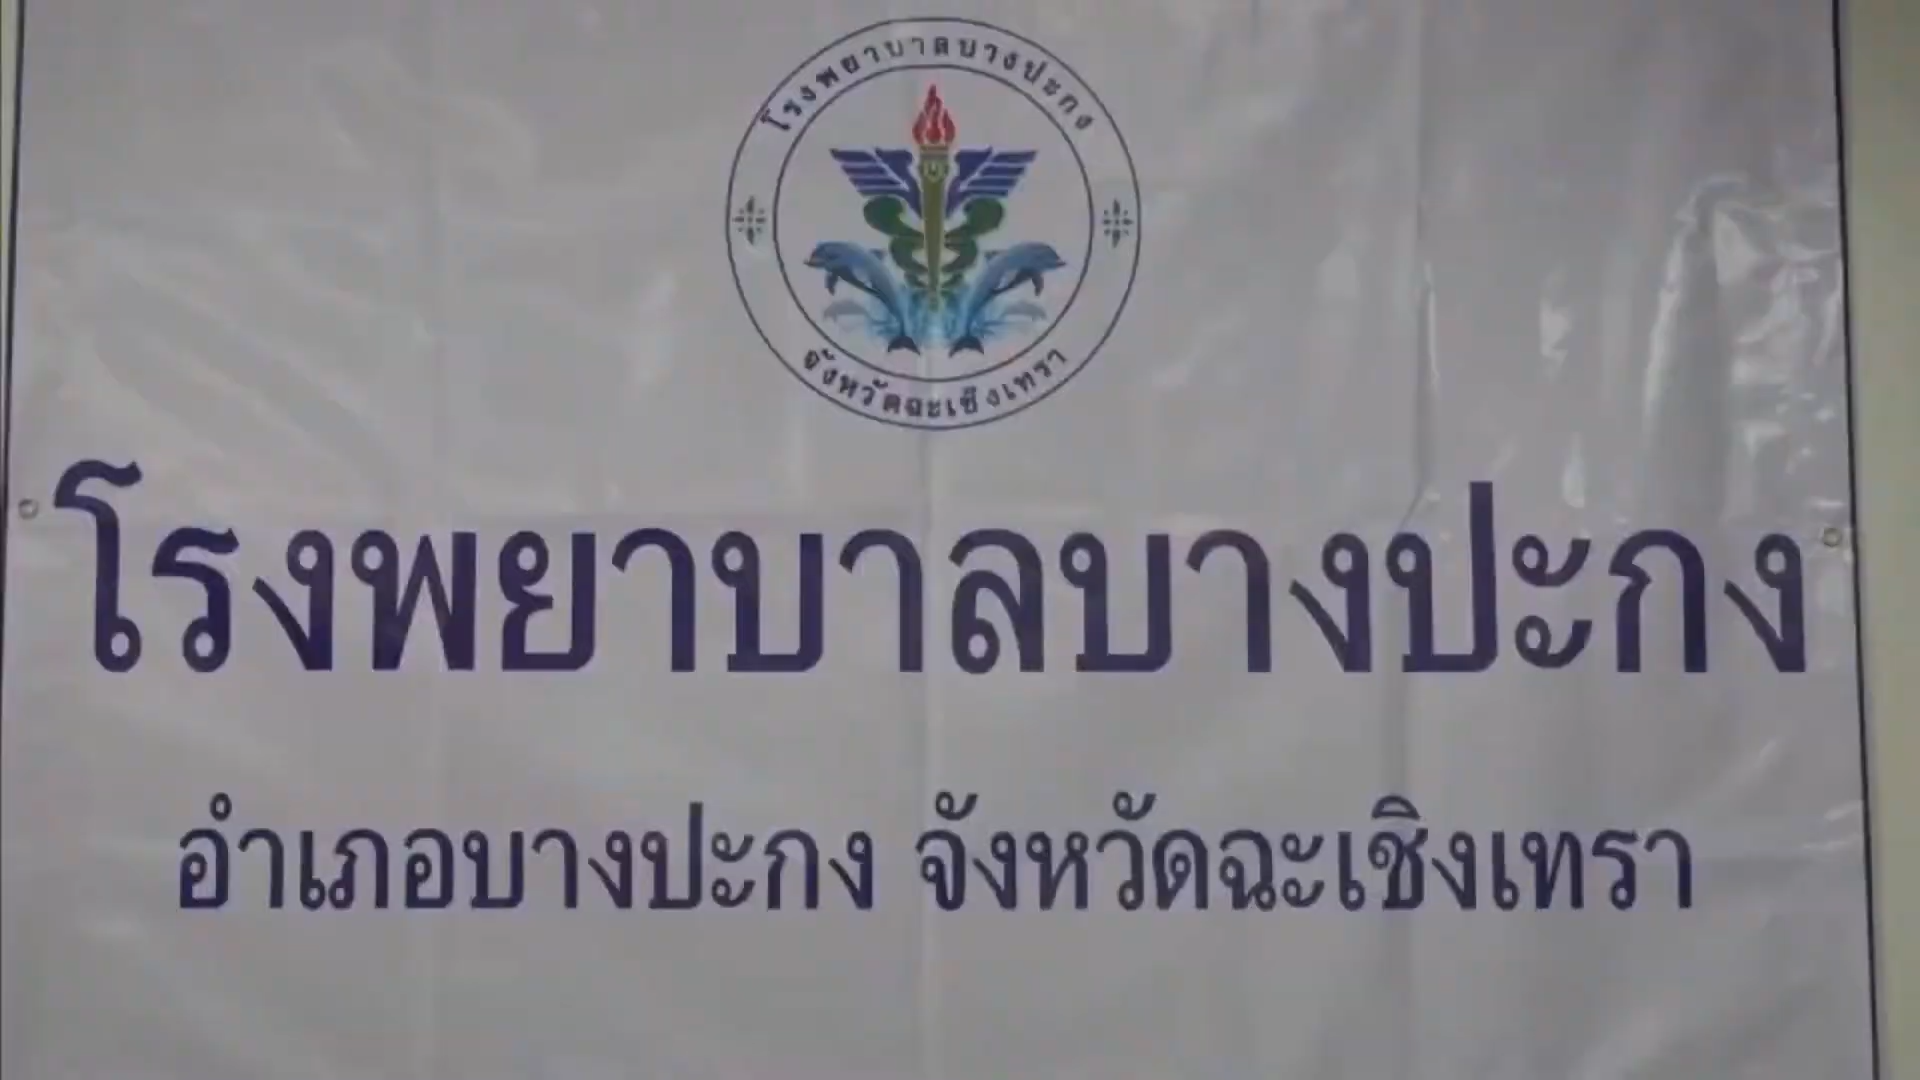 โรงพยาบาลบางปะกง
จังหวัดฉะเชิงเทรา
โรงพยาบาลบางปะกง
อำเภอบางปะกง จังหวัดฉะเชิงเทรา